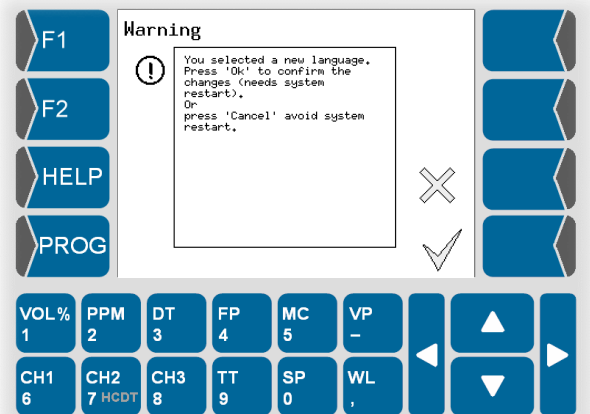 F1
Warning
You selected a new language.
Press 'Ok' to confirm the
changes (needs system
restart).
Or
press 'Cancel' avoid system
restart.
F2
HELP
PROG
VOL% PPM DT FP MC VP
1 2 3 4 5 –
CH1 CH2 CH3 TT SP WL
6 7 HCDT 8 9 0 ,